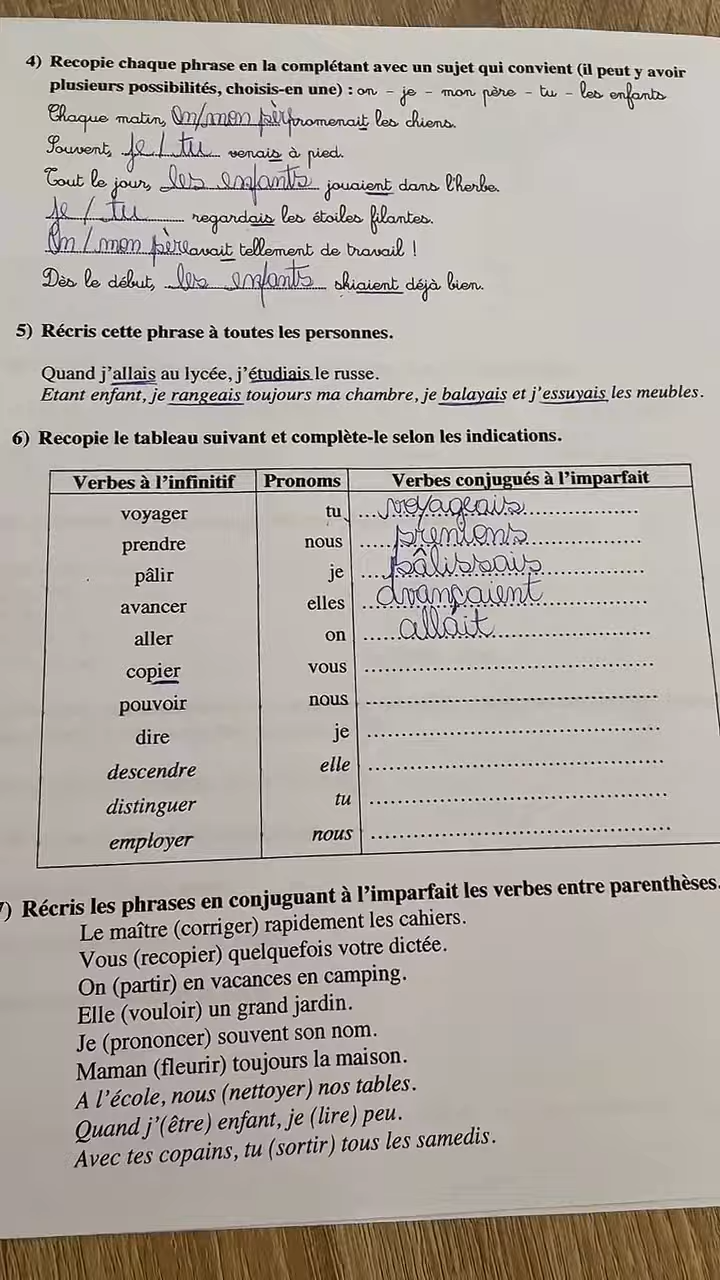 4) Recopie chaque phrase en la complétant avec un sujet qui convient (il peut y avoir
plusieurs possibilités, choisis-en une) : on – je – mon père – tu – les enfants
Chaque matin, On/mon père promenait les chiens.
Souvent, je / tu venais à pied.
Tout le jour, les enfants jouaient dans l'herbe.
je / tu regardais les étoiles filantes.
On / mon père avait tellement de travail !
Dès le début, les enfants skiaient déjà bien.
5) Récris cette phrase à toutes les personnes.
Quand j'allais au lycée, j'étudiais le russe.
Etant enfant, je rangeais toujours ma chambre, je balayais et j'essuyais les meubles.
6) Recopie le tableau suivant et complète-le selon les indications.
Verbes à l'infinitif Pronoms Verbes conjugués à l'imparfait
voyager tu voyageais
prendre nous prenions
pâlir je pâlissais
avancer elles avançaient
aller on allait
copier vous
pouvoir nous
dire je
descendre elle
distinguer tu
employer nous
7) Récris les phrases en conjuguant à l'imparfait les verbes entre parenthèses.
Le maître (corriger) rapidement les cahiers.
Vous (recopier) quelquefois votre dictée.
On (partir) en vacances en camping.
Elle (vouloir) un grand jardin.
Je (prononcer) souvent son nom.
Maman (fleurir) toujours la maison.
A l'école, nous (nettoyer) nos tables.
Quand j'(être) enfant, je (lire) peu.
Avec tes copains, tu (sortir) tous les samedis.